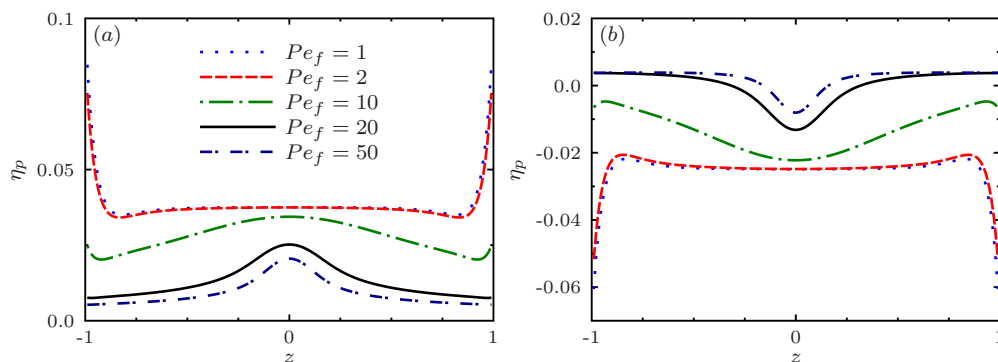 0.1
(a)
Pe_f = 1
Pe_f = 2
Pe_f = 10
Pe_f = 20
Pe_f = 50
0.05
η_p
0.0
-1
0
1
z
0.02
(b)
0.0
-0.02
η_p
-0.04
-0.06
-1
0
1
z